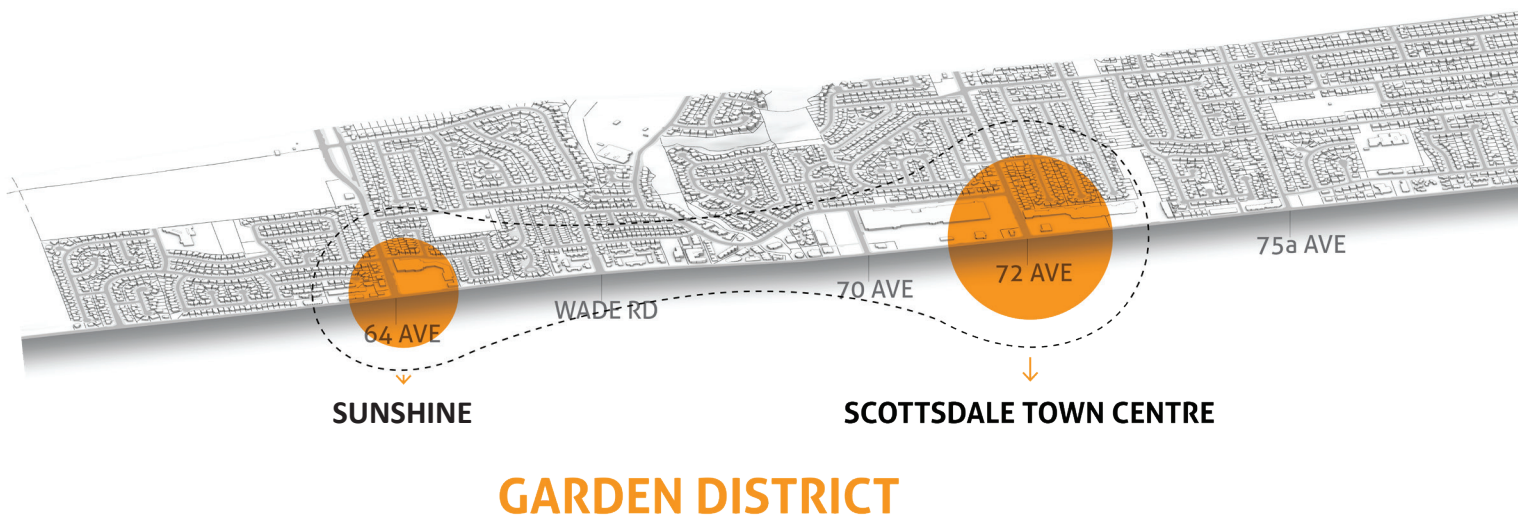 75a AVE
72 AVE
70 AVE
WADE RD
64 AVE
SUNSHINE
SCOTTSDALE TOWN CENTRE
GARDEN DISTRICT